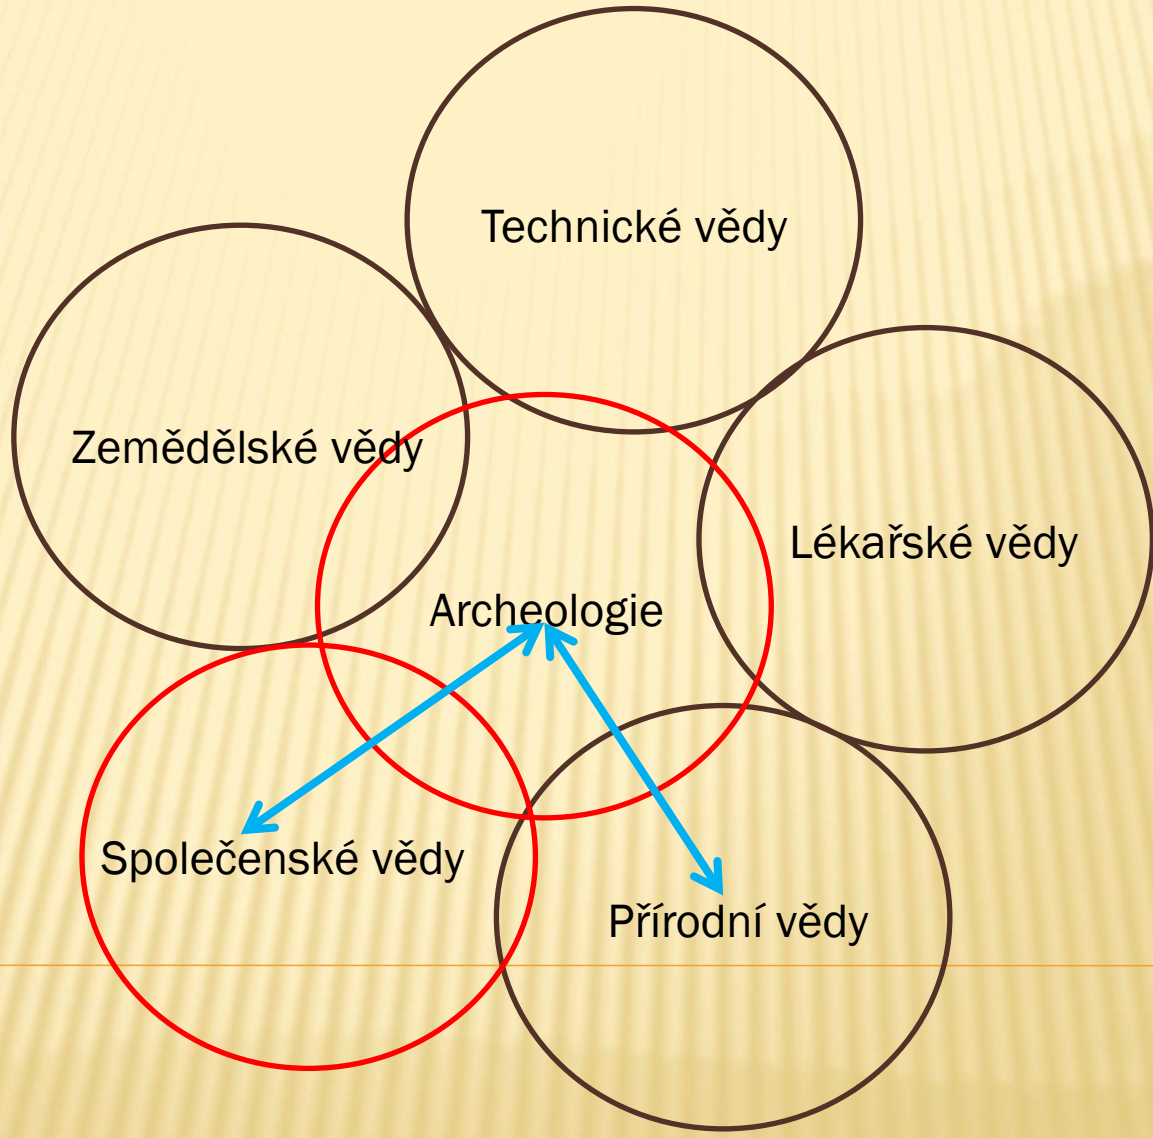 Technické vědy
Zemědělské vědy
Lékařské vědy
Archeologie
Společenské vědy
Přírodní vědy